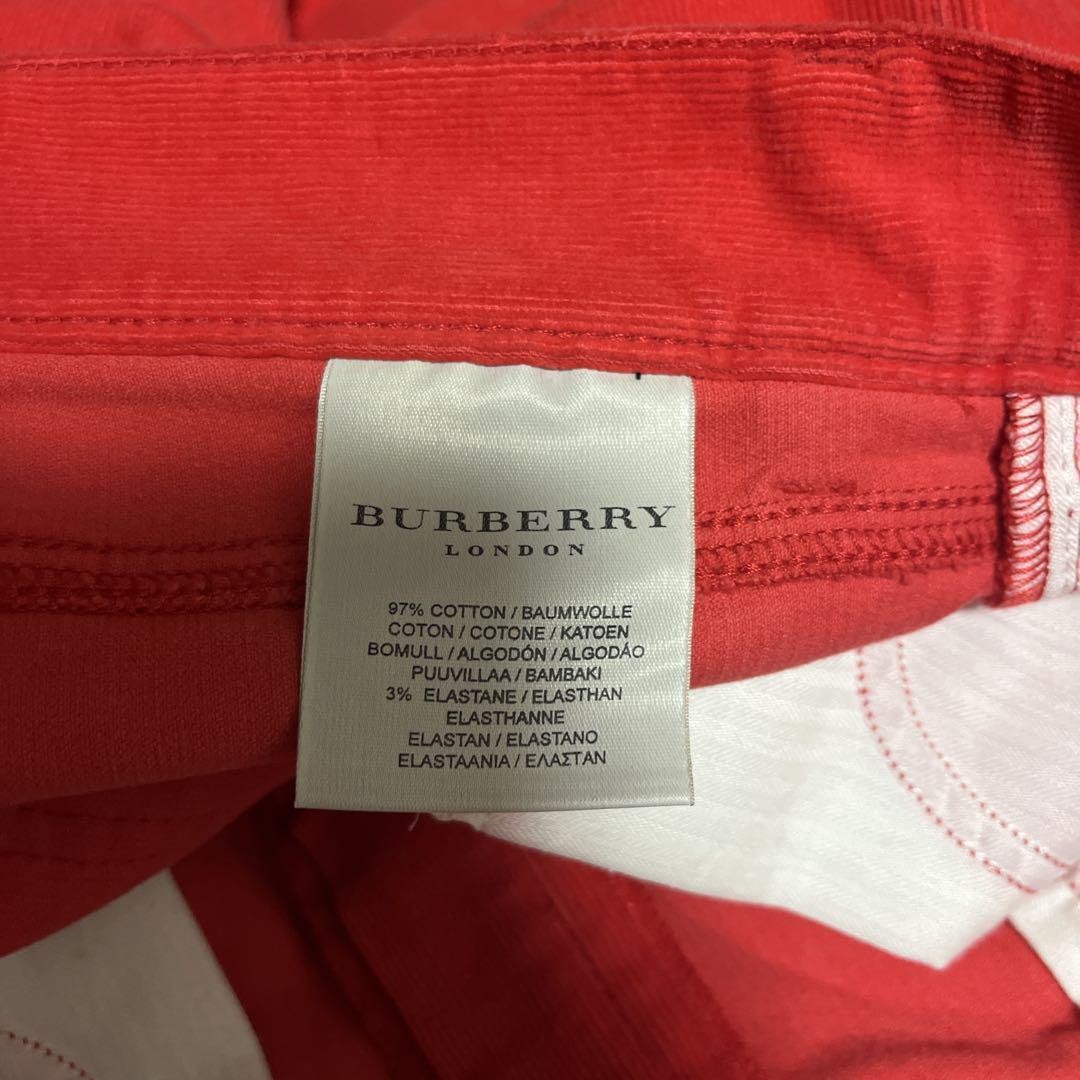 BURBERRY
LONDON
97% COTTON / BAUMWOLLE
COTON / COTONE / KATOEN
BOMULL / ALGODÓN / ALGODÁO
PUUVILLAA / BAMBAKI
3% ELASTANE / ELASTHAN
ELASTHANNE
ELASTAN / ELASTANO
ELASTAANIA / ΕΛΑΣΤΑΝ